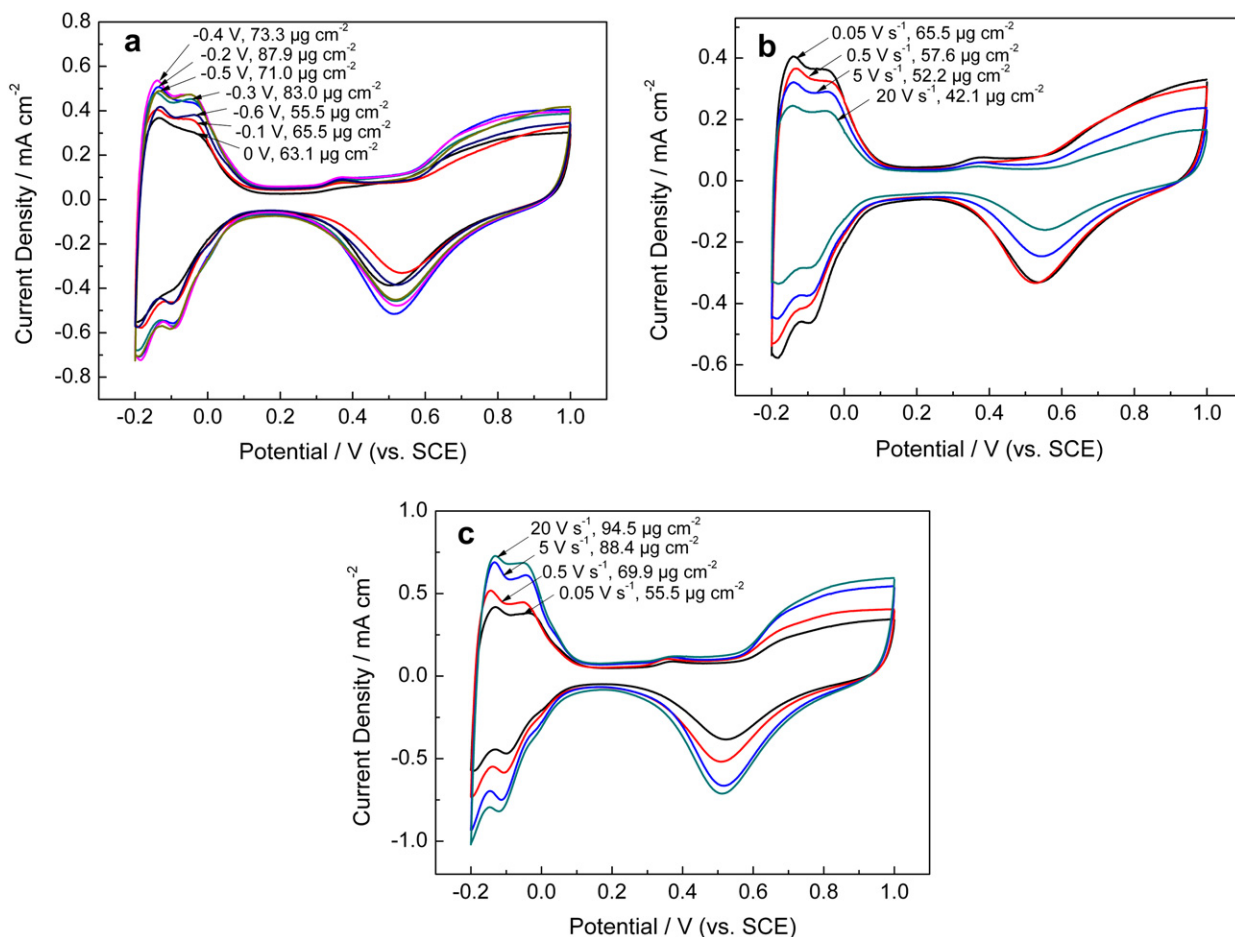 a
-0.4 V, 73.3 µg cm⁻²
-0.2 V, 87.9 µg cm⁻²
-0.5 V, 71.0 µg cm⁻²
-0.3 V, 83.0 µg cm⁻²
-0.6 V, 55.5 µg cm⁻²
-0.1 V, 65.5 µg cm⁻²
0 V, 63.1 µg cm⁻²
0.8
0.6
0.4
0.2
0.0
-0.2
-0.4
-0.6
-0.8
Current Density / mA cm⁻²
-0.2 0.0 0.2 0.4 0.6 0.8 1.0
Potential / V (vs. SCE)
b
0.05 V s⁻¹, 65.5 µg cm⁻²
0.5 V s⁻¹, 57.6 µg cm⁻²
5 V s⁻¹, 52.2 µg cm⁻²
20 V s⁻¹, 42.1 µg cm⁻²
0.4
0.2
0.0
-0.2
-0.4
-0.6
Current Density / mA cm⁻²
-0.2 0.0 0.2 0.4 0.6 0.8 1.0
Potential / V (vs. SCE)
c
20 V s⁻¹, 94.5 µg cm⁻²
5 V s⁻¹, 88.4 µg cm⁻²
0.5 V s⁻¹, 69.9 µg cm⁻²
0.05 V s⁻¹, 55.5 µg cm⁻²
1.0
0.5
0.0
-0.5
-1.0
Current Density / mA cm⁻²
-0.2 0.0 0.2 0.4 0.6 0.8 1.0
Potential / V (vs. SCE)